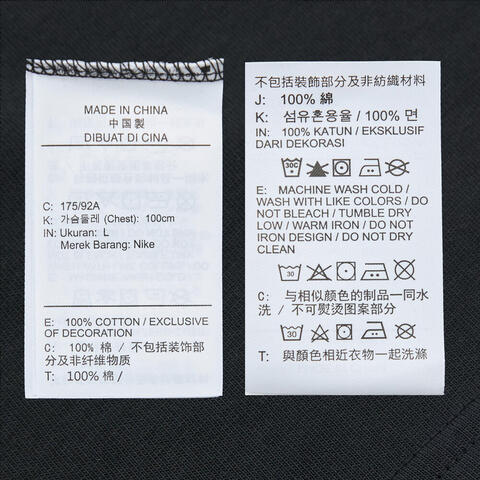 MADE IN CHINA
中国製
DIBUAT DI CINA
C: 175/92A
K: 가슴둘레 (Chest): 100cm
IN: Ukuran: L
Merek Barang: Nike
E: 100% COTTON / EXCLUSIVE
OF DECORATION
C: 100% 棉 / 不包括装饰部
分及非纤维物质
T: 100% 棉 /
不包括装飾部分及非紡織材料
J: 100% 綿
K: 섬유혼용율 / 100% 면
IN: 100% KATUN / EKSKLUSIF
DARI DEKORASI
30C
E: MACHINE WASH COLD /
WASH WITH LIKE COLORS / DO
NOT BLEACH / TUMBLE DRY
LOW / WARM IRON / DO NOT
IRON DESIGN / DO NOT DRY
CLEAN
30
C: 与相似颜色的制品一同水
洗 / 不可熨烫图案部分
30
T: 與顏色相近衣物一起洗滌